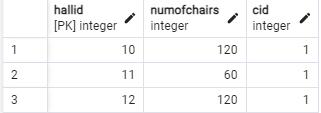 hallid numofchairs cid
[PK] integer integer integer
1 10 120 1
2 11 60 1
3 12 120 1